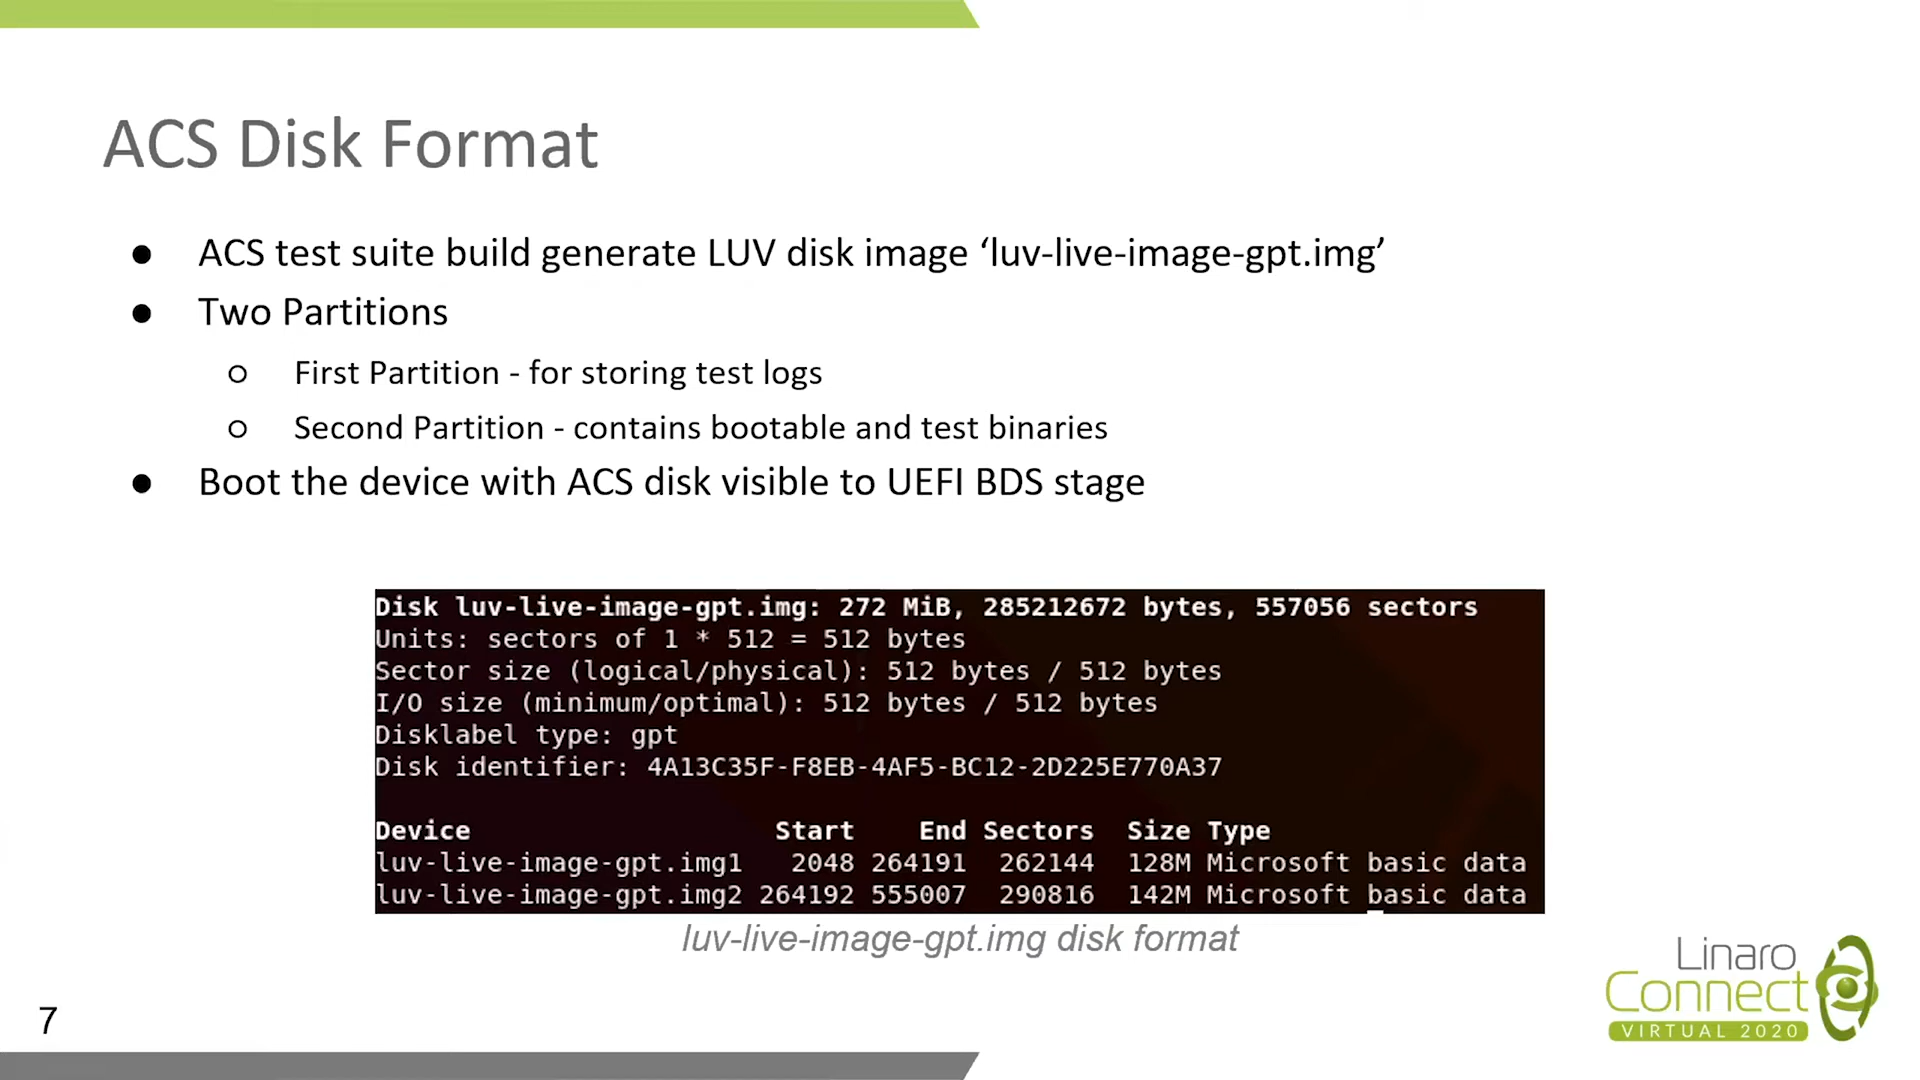 ACS Disk Format
● ACS test suite build generate LUV disk image ‘luv-live-image-gpt.img’
● Two Partitions
○ First Partition - for storing test logs
○ Second Partition - contains bootable and test binaries
● Boot the device with ACS disk visible to UEFI BDS stage
Disk luv-live-image-gpt.img: 272 MiB, 285212672 bytes, 557056 sectors
Units: sectors of 1 * 512 = 512 bytes
Sector size (logical/physical): 512 bytes / 512 bytes
I/O size (minimum/optimal): 512 bytes / 512 bytes
Disklabel type: gpt
Disk identifier: 4A13C35F-F8EB-4AF5-BC12-2D225E770A37
Device Start End Sectors Size Type
luv-live-image-gpt.img1 2048 264191 262144 128M Microsoft basic data
luv-live-image-gpt.img2 264192 555007 290816 142M Microsoft basic data
luv-live-image-gpt.img disk format
Linaro
Connect
VIRTUAL 2020
7